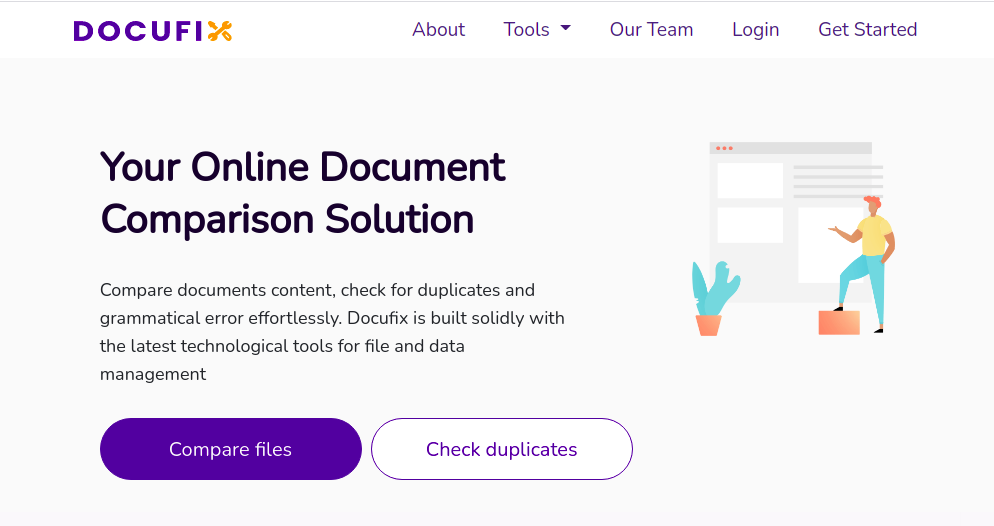 DOCUFIX
About
Tools
Our Team
Login
Get Started
Your Online Document
Comparison Solution
Compare documents content, check for duplicates and
grammatical error effortlessly. Docufix is built solidly with
the latest technological tools for file and data
management
Compare files
Check duplicates